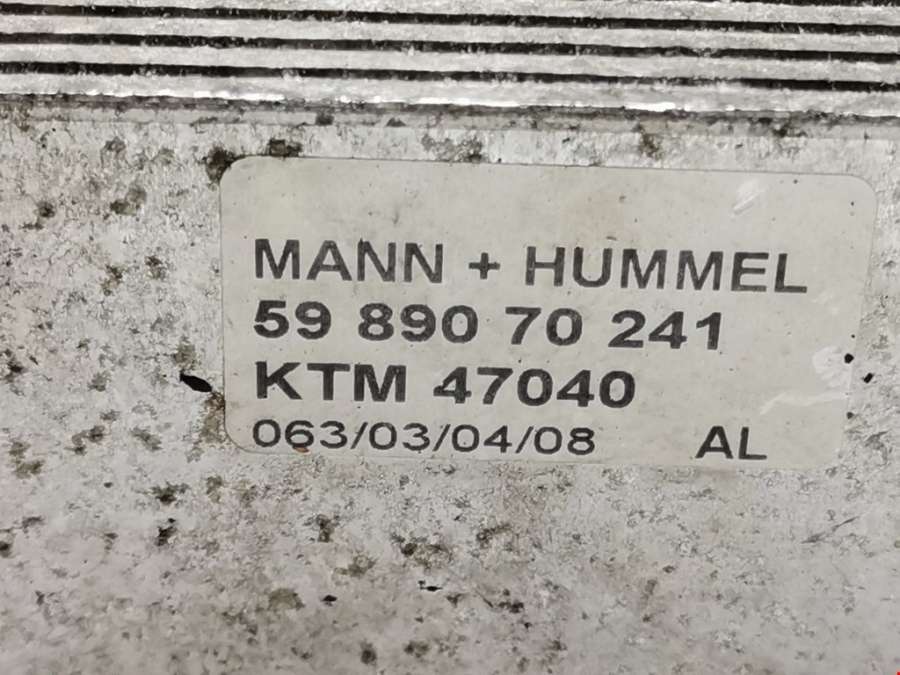 MANN + HUMMEL
59 890 70 241
KTM 47040
063/03/04/08 AL